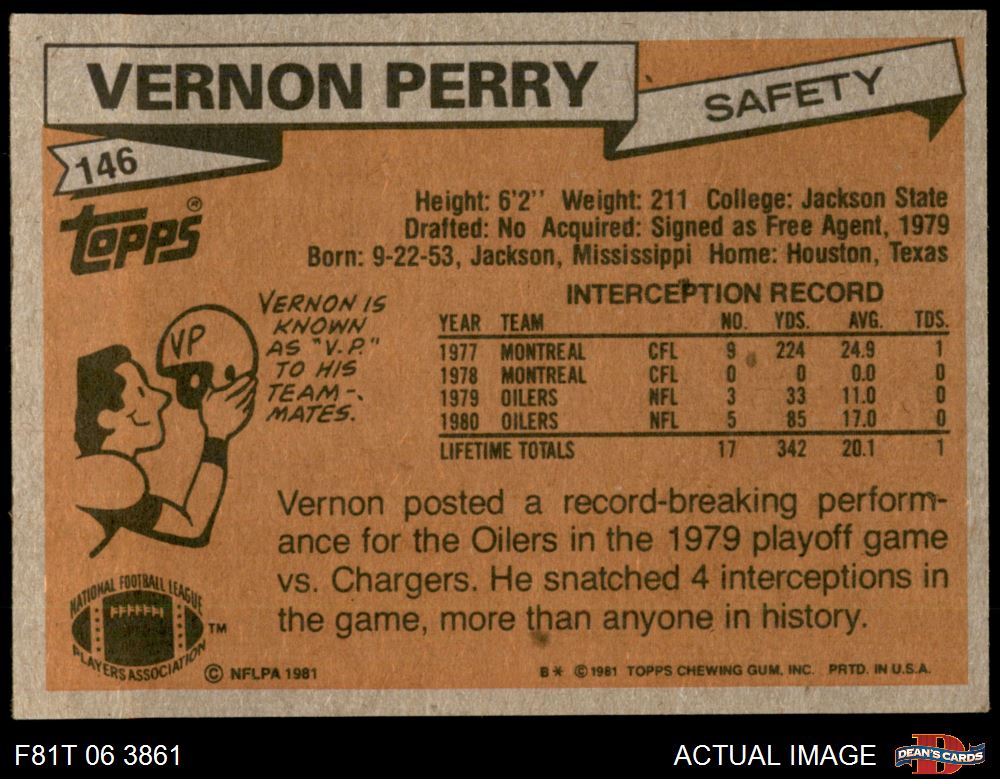 VERNON PERRY
SAFETY
146
TOPPS®
Height: 6'2'' Weight: 211 College: Jackson State
Drafted: No Acquired: Signed as Free Agent, 1979
Born: 9-22-53, Jackson, Mississippi Home: Houston, Texas
VERNON IS
KNOWN
AS "V.P."
TO HIS
TEAM-
MATES.
VP
INTERCEPTION RECORD
YEAR TEAM NO. YDS. AVG. TDS.
1977 MONTREAL CFL 9 224 24.9 1
1978 MONTREAL CFL 0 0 0.0 0
1979 OILERS NFL 3 33 11.0 0
1980 OILERS NFL 5 85 17.0 0
LIFETIME TOTALS 17 342 20.1 1
Vernon posted a record-breaking perform-
ance for the Oilers in the 1979 playoff game
vs. Chargers. He snatched 4 interceptions in
the game, more than anyone in history.
NATIONAL FOOTBALL LEAGUE
PLAYERS ASSOCIATION
TM
© NFLPA 1981
B* © 1981 TOPPS CHEWING GUM, INC. PRTD. IN U.S.A.
F81T 06 3861
ACTUAL IMAGE
D
DEAN'S CARDS